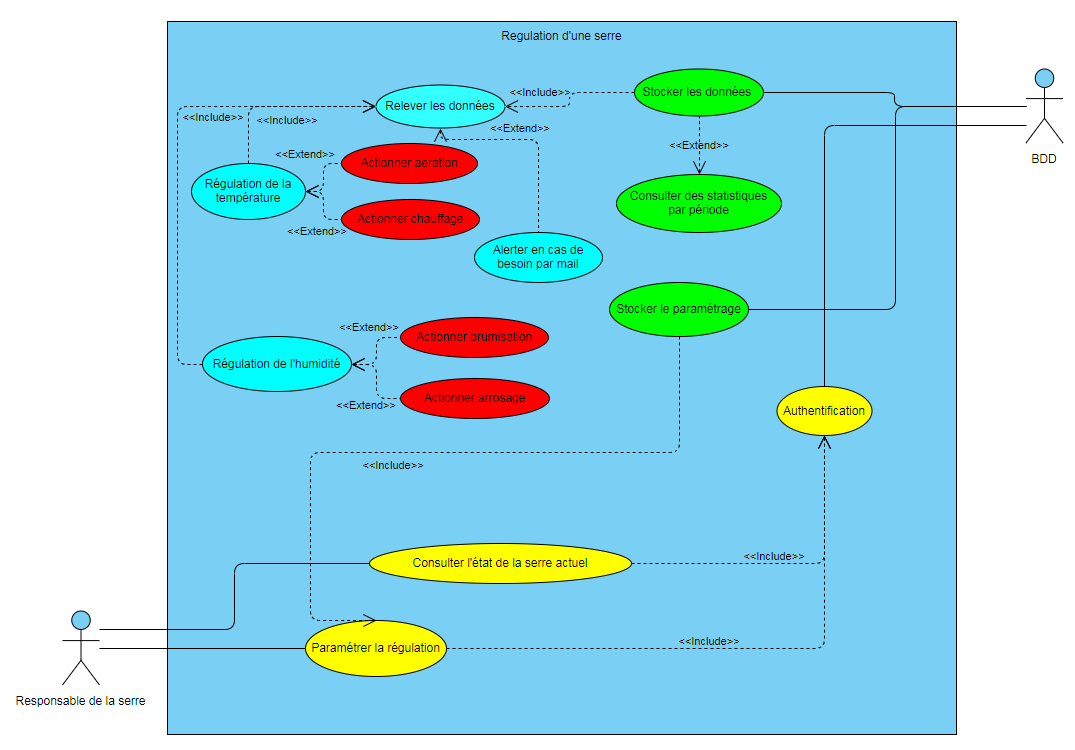 Regulation d'une serre
Relever les données
<<Include>>
Stocker les données
<<Include>>
<<Include>>
<<Extend>>
<<Extend>>
<<Extend>>
BDD
Actionner aeration
Régulation de la
température
Consulter des statistiques
par période
Actionner chauffage
<<Extend>>
Alerter en cas de
besoin par mail
Stocker le paramétrage
<<Extend>>
Actionner brumisation
Régulation de l'humidité
Actionner arrosage
<<Extend>>
Authentification
<<Include>>
<<Include>>
Consulter l'état de la serre actuel
<<Include>>
Paramétrer la régulation
Responsable de la serre